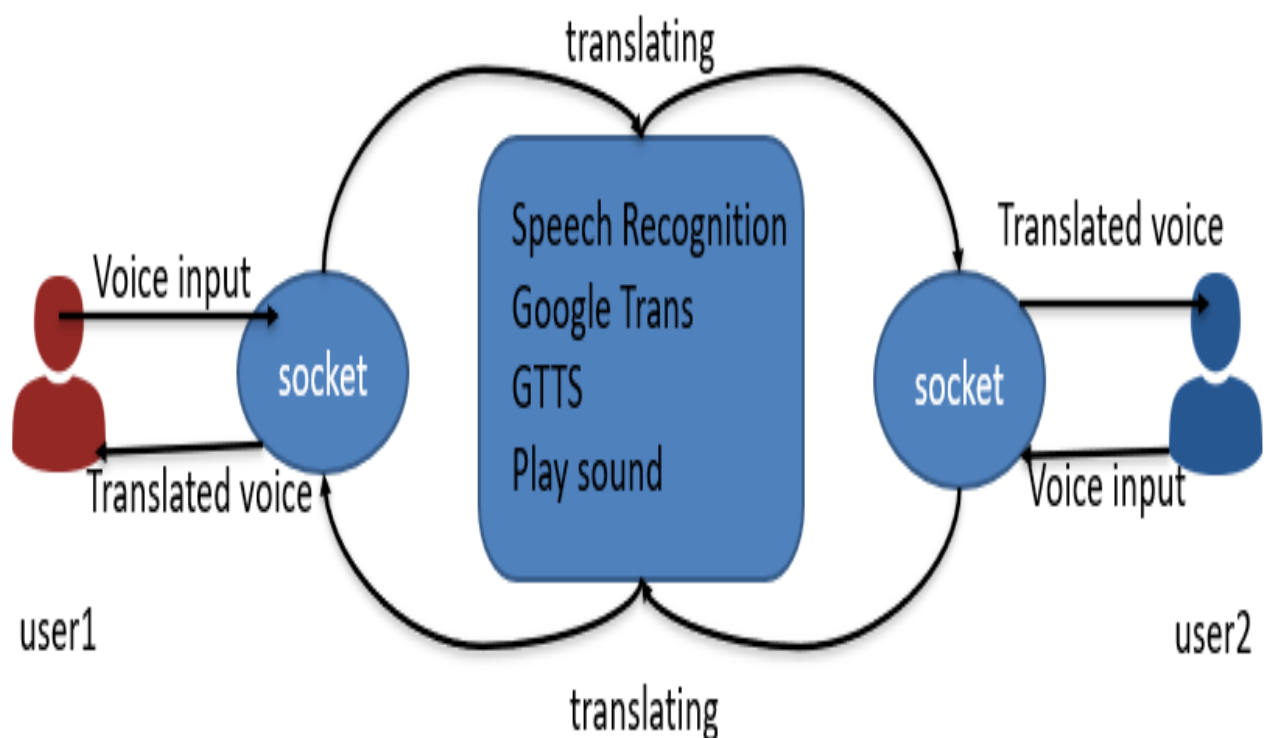 translating
Speech Recognition
Google Trans
GTTS
Play sound
Voice input
socket
Translated voice
user1
Translated voice
socket
Voice input
user2
translating